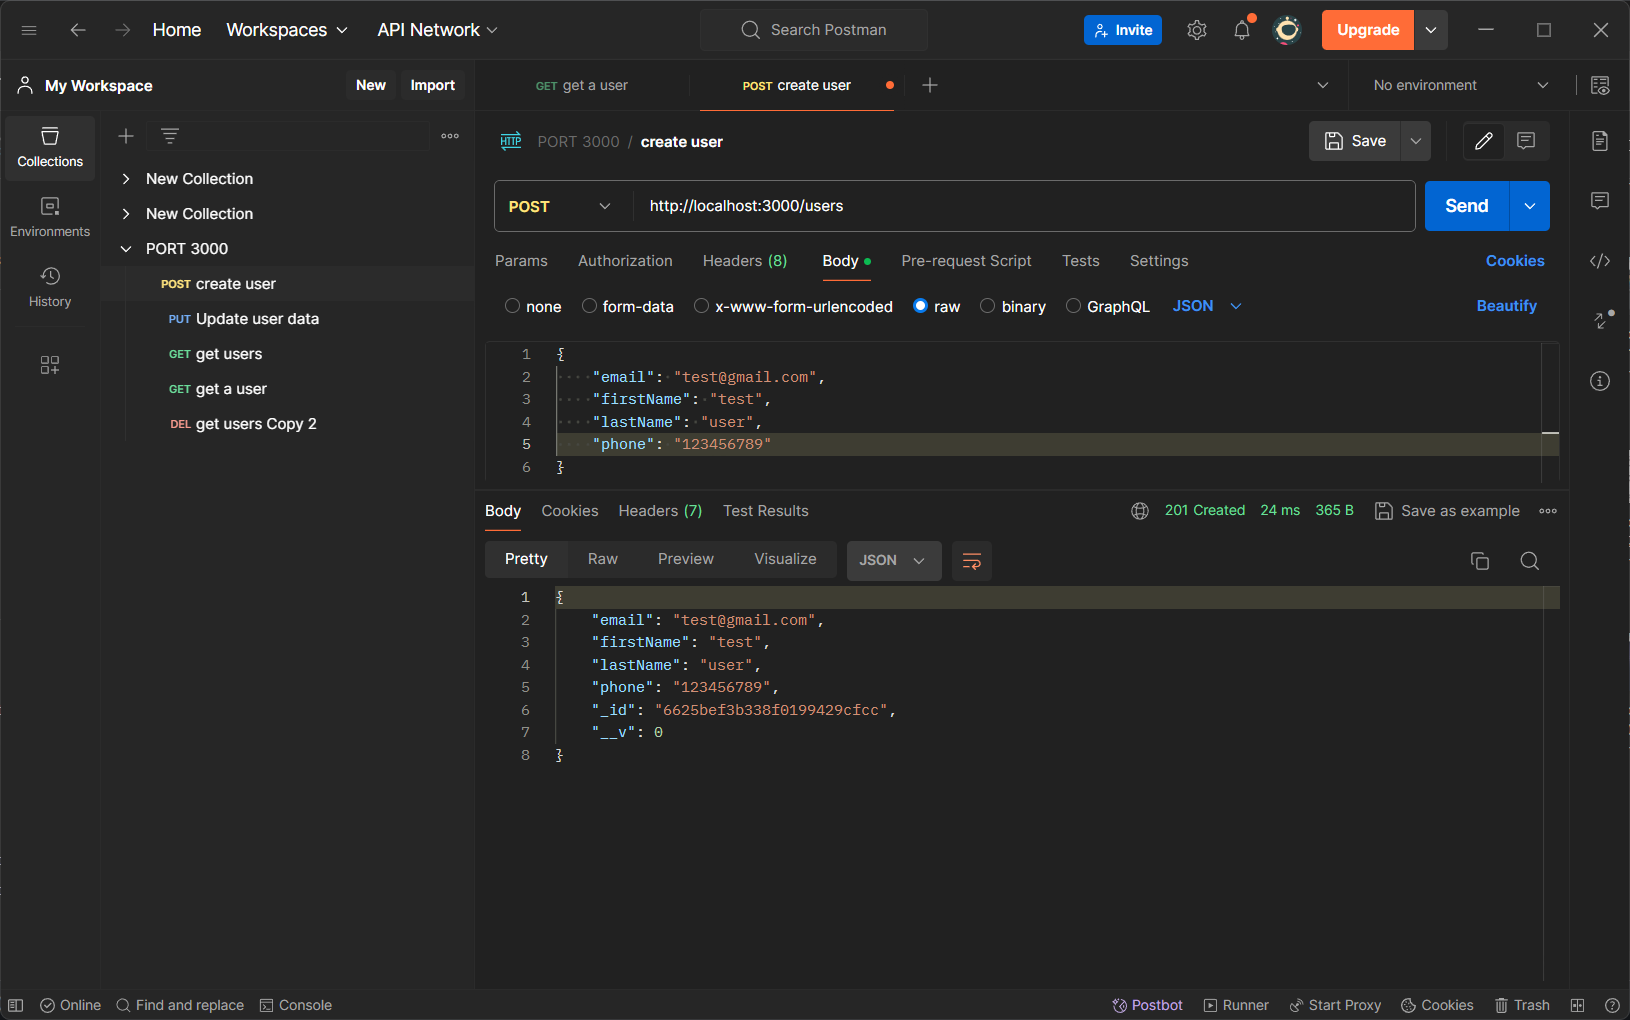 Home Workspaces API Network Search Postman Invite Upgrade
My Workspace New Import GET get a user POST create user No environment
Collections
Environments
History
New Collection
New Collection
PORT 3000
POST create user
PUT Update user data
GET get users
GET get a user
DEL get users Copy 2
HTTP PORT 3000 / create user Save
POST http://localhost:3000/users Send
Params Authorization Headers (8) Body Pre-request Script Tests Settings Cookies
none form-data x-www-form-urlencoded raw binary GraphQL JSON Beautify
1 {
2 "email": "test@gmail.com",
3 "firstName": "test",
4 "lastName": "user",
5 "phone": "123456789"
6 }
Body Cookies Headers (7) Test Results 201 Created 24 ms 365 B Save as example
Pretty Raw Preview Visualize JSON
1 {
2 "email": "test@gmail.com",
3 "firstName": "test",
4 "lastName": "user",
5 "phone": "123456789",
6 "_id": "6625bef3b338f0199429cfcc",
7 "__v": 0
8 }
Online Find and replace Console Postbot Runner Start Proxy Cookies Trash